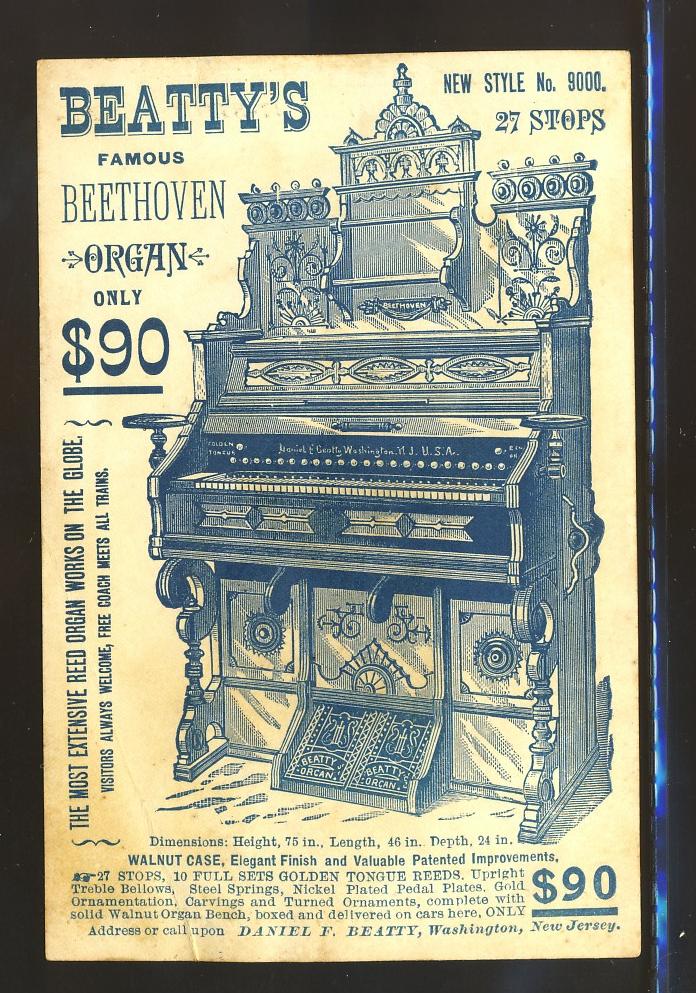 BEATTY'S
FAMOUS
BEETHOVEN
ORGAN
ONLY
$90
NEW STYLE No. 9000.
27 STOPS
BEETHOVEN
GOLDEN
TONGUE
Daniel F. Beatty Washington, N.J. U.S.A.
BEATTY
ORGAN
BEATTY
ORGAN
THE MOST EXTENSIVE REED ORGAN WORKS ON THE GLOBE.
VISITORS ALWAYS WELCOME, FREE COACH MEETS ALL TRAINS.
Dimensions: Height, 75 in., Length, 46 in. Depth, 24 in.
WALNUT CASE, Elegant Finish and Valuable Patented Improvements,
27 STOPS, 10 FULL SETS GOLDEN TONGUE REEDS. Upright
Treble Bellows, Steel Springs, Nickel Plated Pedal Plates, Gold
Ornamentation, Carvings and Turned Ornaments, complete with
solid Walnut Organ Bench, boxed and delivered on cars here, ONLY
$90
Address or call upon DANIEL F. BEATTY, Washington, New Jersey.